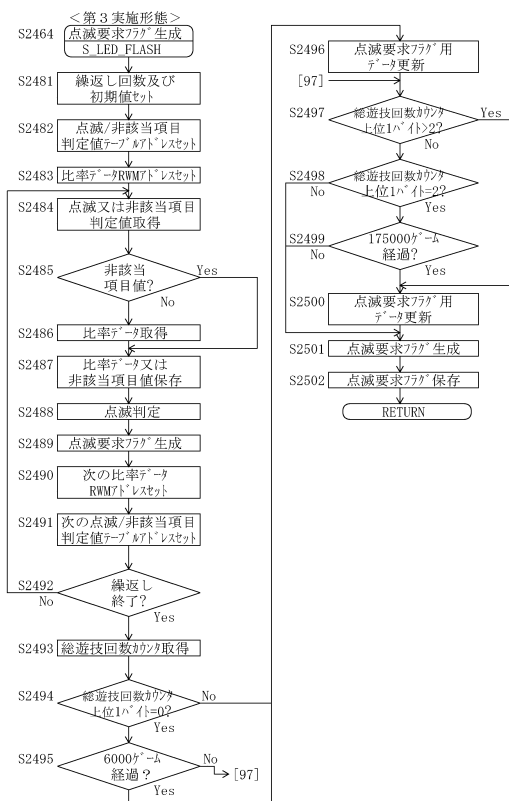 <第3実施形態>
S2464
点滅要求フラグ生成
S_LED_FLASH
S2481
繰返し回数及び
初期値セット
S2482
点滅/非該当項目
判定値テーブルアドレスセット
S2483
比率データRWMアドレスセット
S2484
点滅又は非該当項目
判定値取得
S2485
非該当
項目値?
Yes
No
S2486
比率データ取得
S2487
比率データ又は
非該当項目値保存
S2488
点滅判定
S2489
点滅要求フラグ生成
S2490
次の比率データ
RWMアドレスセット
S2491
次の点滅/非該当項目
判定値テーブルアドレスセット
S2492
繰返し
終了?
No
Yes
S2493
総遊技回数カウンタ取得
S2494
総遊技回数カウンタ
上位1バイト=0?
No
Yes
S2495
6000ゲーム
経過?
No
[97]
Yes
S2496
点滅要求フラグ用
データ更新
[97]
S2497
総遊技回数カウンタ
上位1バイト>2?
Yes
No
S2498
総遊技回数カウンタ
上位1バイト=2?
No
Yes
S2499
175000ゲーム
経過?
No
Yes
S2500
点滅要求フラグ用
データ更新
S2501
点滅要求フラグ生成
S2502
点滅要求フラグ保存
RETURN